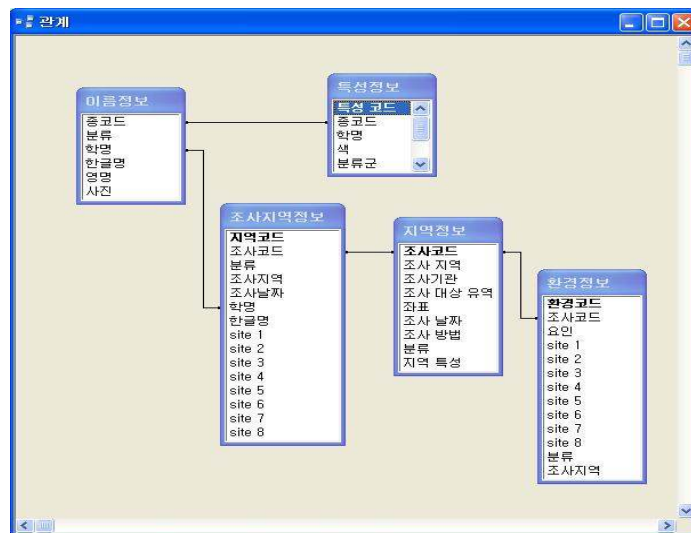 관계
이름정보
종코드
분류
학명
한글명
영명
사진
특성정보
특성 코드
종코드
학명
색
분류군
조사지역정보
지역코드
조사코드
분류
조사지역
조사날짜
학명
한글명
site 1
site 2
site 3
site 4
site 5
site 6
site 7
site 8
지역정보
조사코드
조사 지역
조사기관
조사 대상 유역
좌표
조사 날짜
조사 방법
분류
지역 특성
환경정보
환경코드
조사코드
요인
site 1
site 2
site 3
site 4
site 5
site 6
site 7
site 8
분류
조사지역